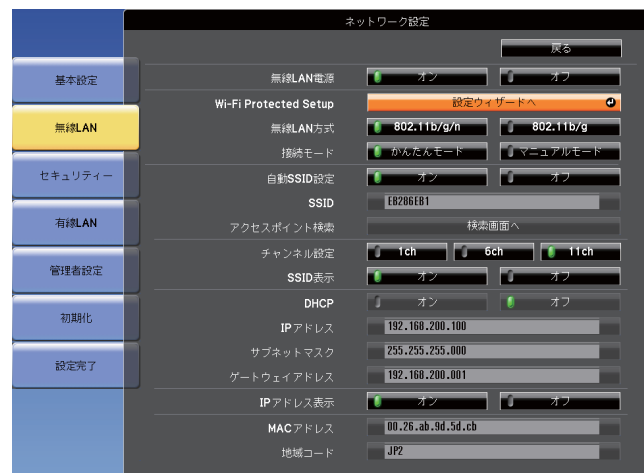 ネットワーク設定
戻る
基本設定
無線LAN
セキュリティー
有線LAN
管理者設定
初期化
設定完了
無線LAN電源 オン オフ
Wi-Fi Protected Setup 設定ウィザードへ
無線LAN方式 802.11b/g/n 802.11b/g
接続モード かんたんモード マニュアルモード
自動SSID設定 オン オフ
SSID EB286EB1
アクセスポイント検索 検索画面へ
チャンネル設定 1ch 6ch 11ch
SSID表示 オン オフ
DHCP オン オフ
IPアドレス 192.168.200.100
サブネットマスク 255.255.255.000
ゲートウェイアドレス 192.168.200.001
IPアドレス表示 オン オフ
MACアドレス 00.26.ab.9d.5d.cb
地域コード JP2